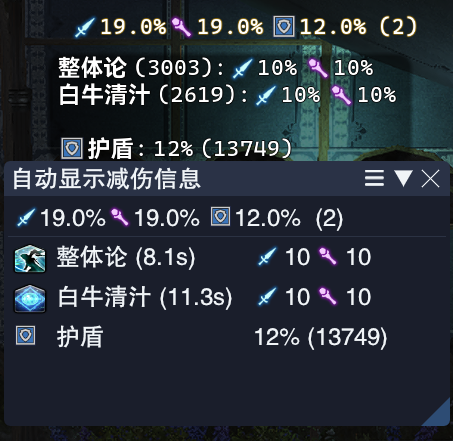 19.0% 19.0% 12.0% (2)
整体论(3003): 10% 10%
白牛清汁(2619): 10% 10%
护盾: 12%(13749)
自动显示减伤信息
19.0% 19.0% 12.0% (2)
整体论 (8.1s) 10 10
白牛清汁 (11.3s) 10 10
护盾 12% (13749)